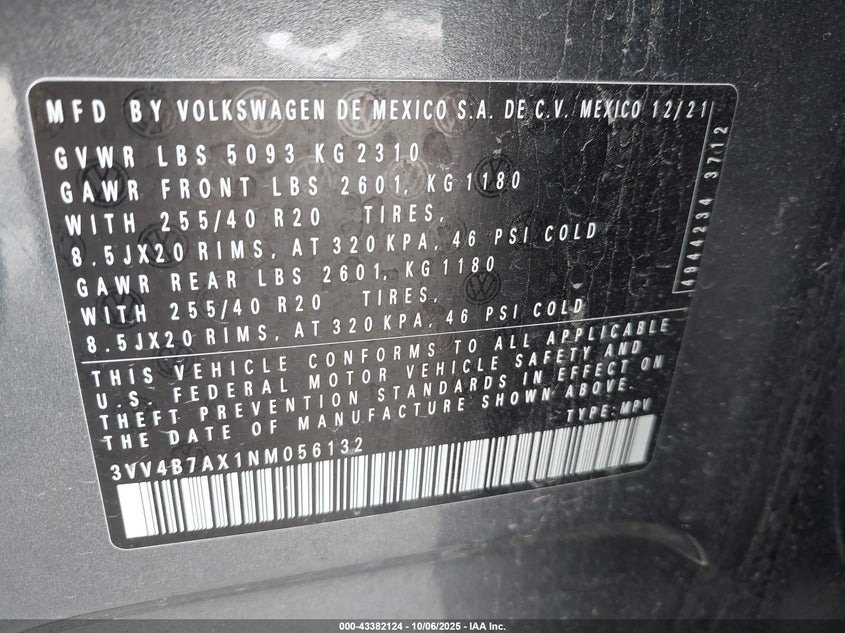 MFD BY VOLKSWAGEN DE MEXICO S.A. DE C.V. MEXICO 12/21
GVWR LBS 5093 KG 2310
GAWR FRONT LBS 2601, KG 1180
WITH 255/40 R20 TIRES,
8.5JX20 RIMS, AT 320 KPA, 46 PSI COLD
GAWR REAR LBS 2601, KG 1180
WITH 255/40 R20 TIRES,
8.5JX20 RIMS, AT 320 KPA, 46 PSI COLD
4944234 3712
THIS VEHICLE CONFORMS TO ALL APPLICABLE
U.S. FEDERAL MOTOR VEHICLE SAFETY AND
THEFT PREVENTION STANDARDS IN EFFECT ON
THE DATE OF MANUFACTURE SHOWN ABOVE.
TYPE: MPV
3VV4B7AX1NM056132
000-43382124 - 10/06/2025 - IAA Inc.